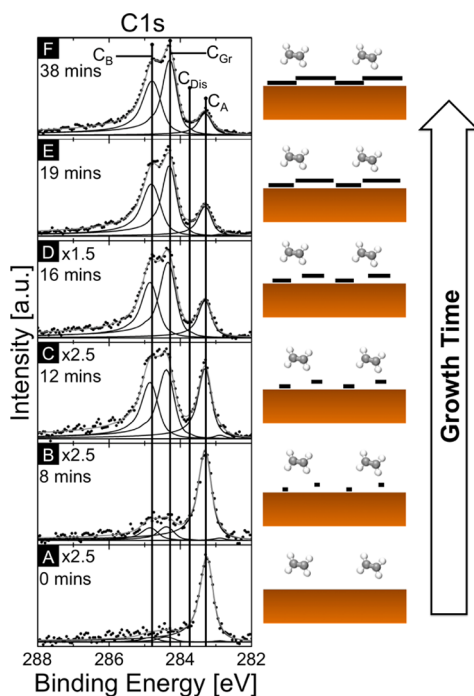 C1s
C_B
C_Gr
C_Dis
C_A
F
38 mins
E
19 mins
D x1.5
16 mins
C x2.5
12 mins
B x2.5
8 mins
A x2.5
0 mins
Intensity [a.u.]
288 286 284 282
Binding Energy [eV]
Growth Time